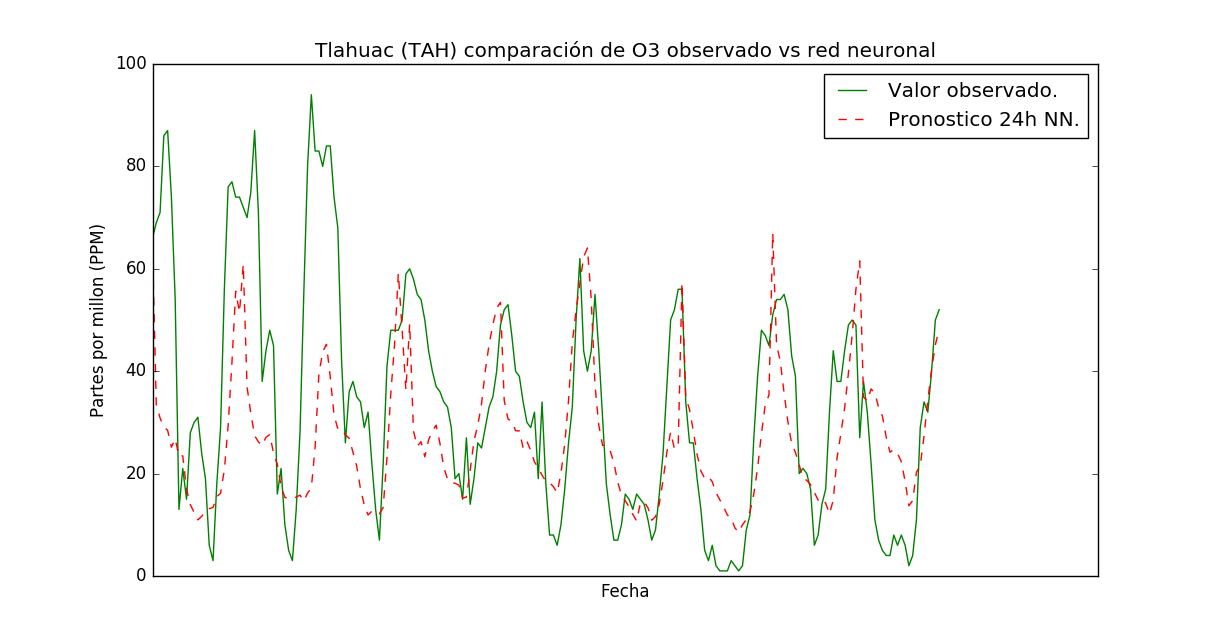 Tlahuac (TAH) comparación de O3 observado vs red neuronal
100
80
60
40
20
0
Partes por millon (PPM)
Fecha
Valor observado.
Pronostico 24h NN.